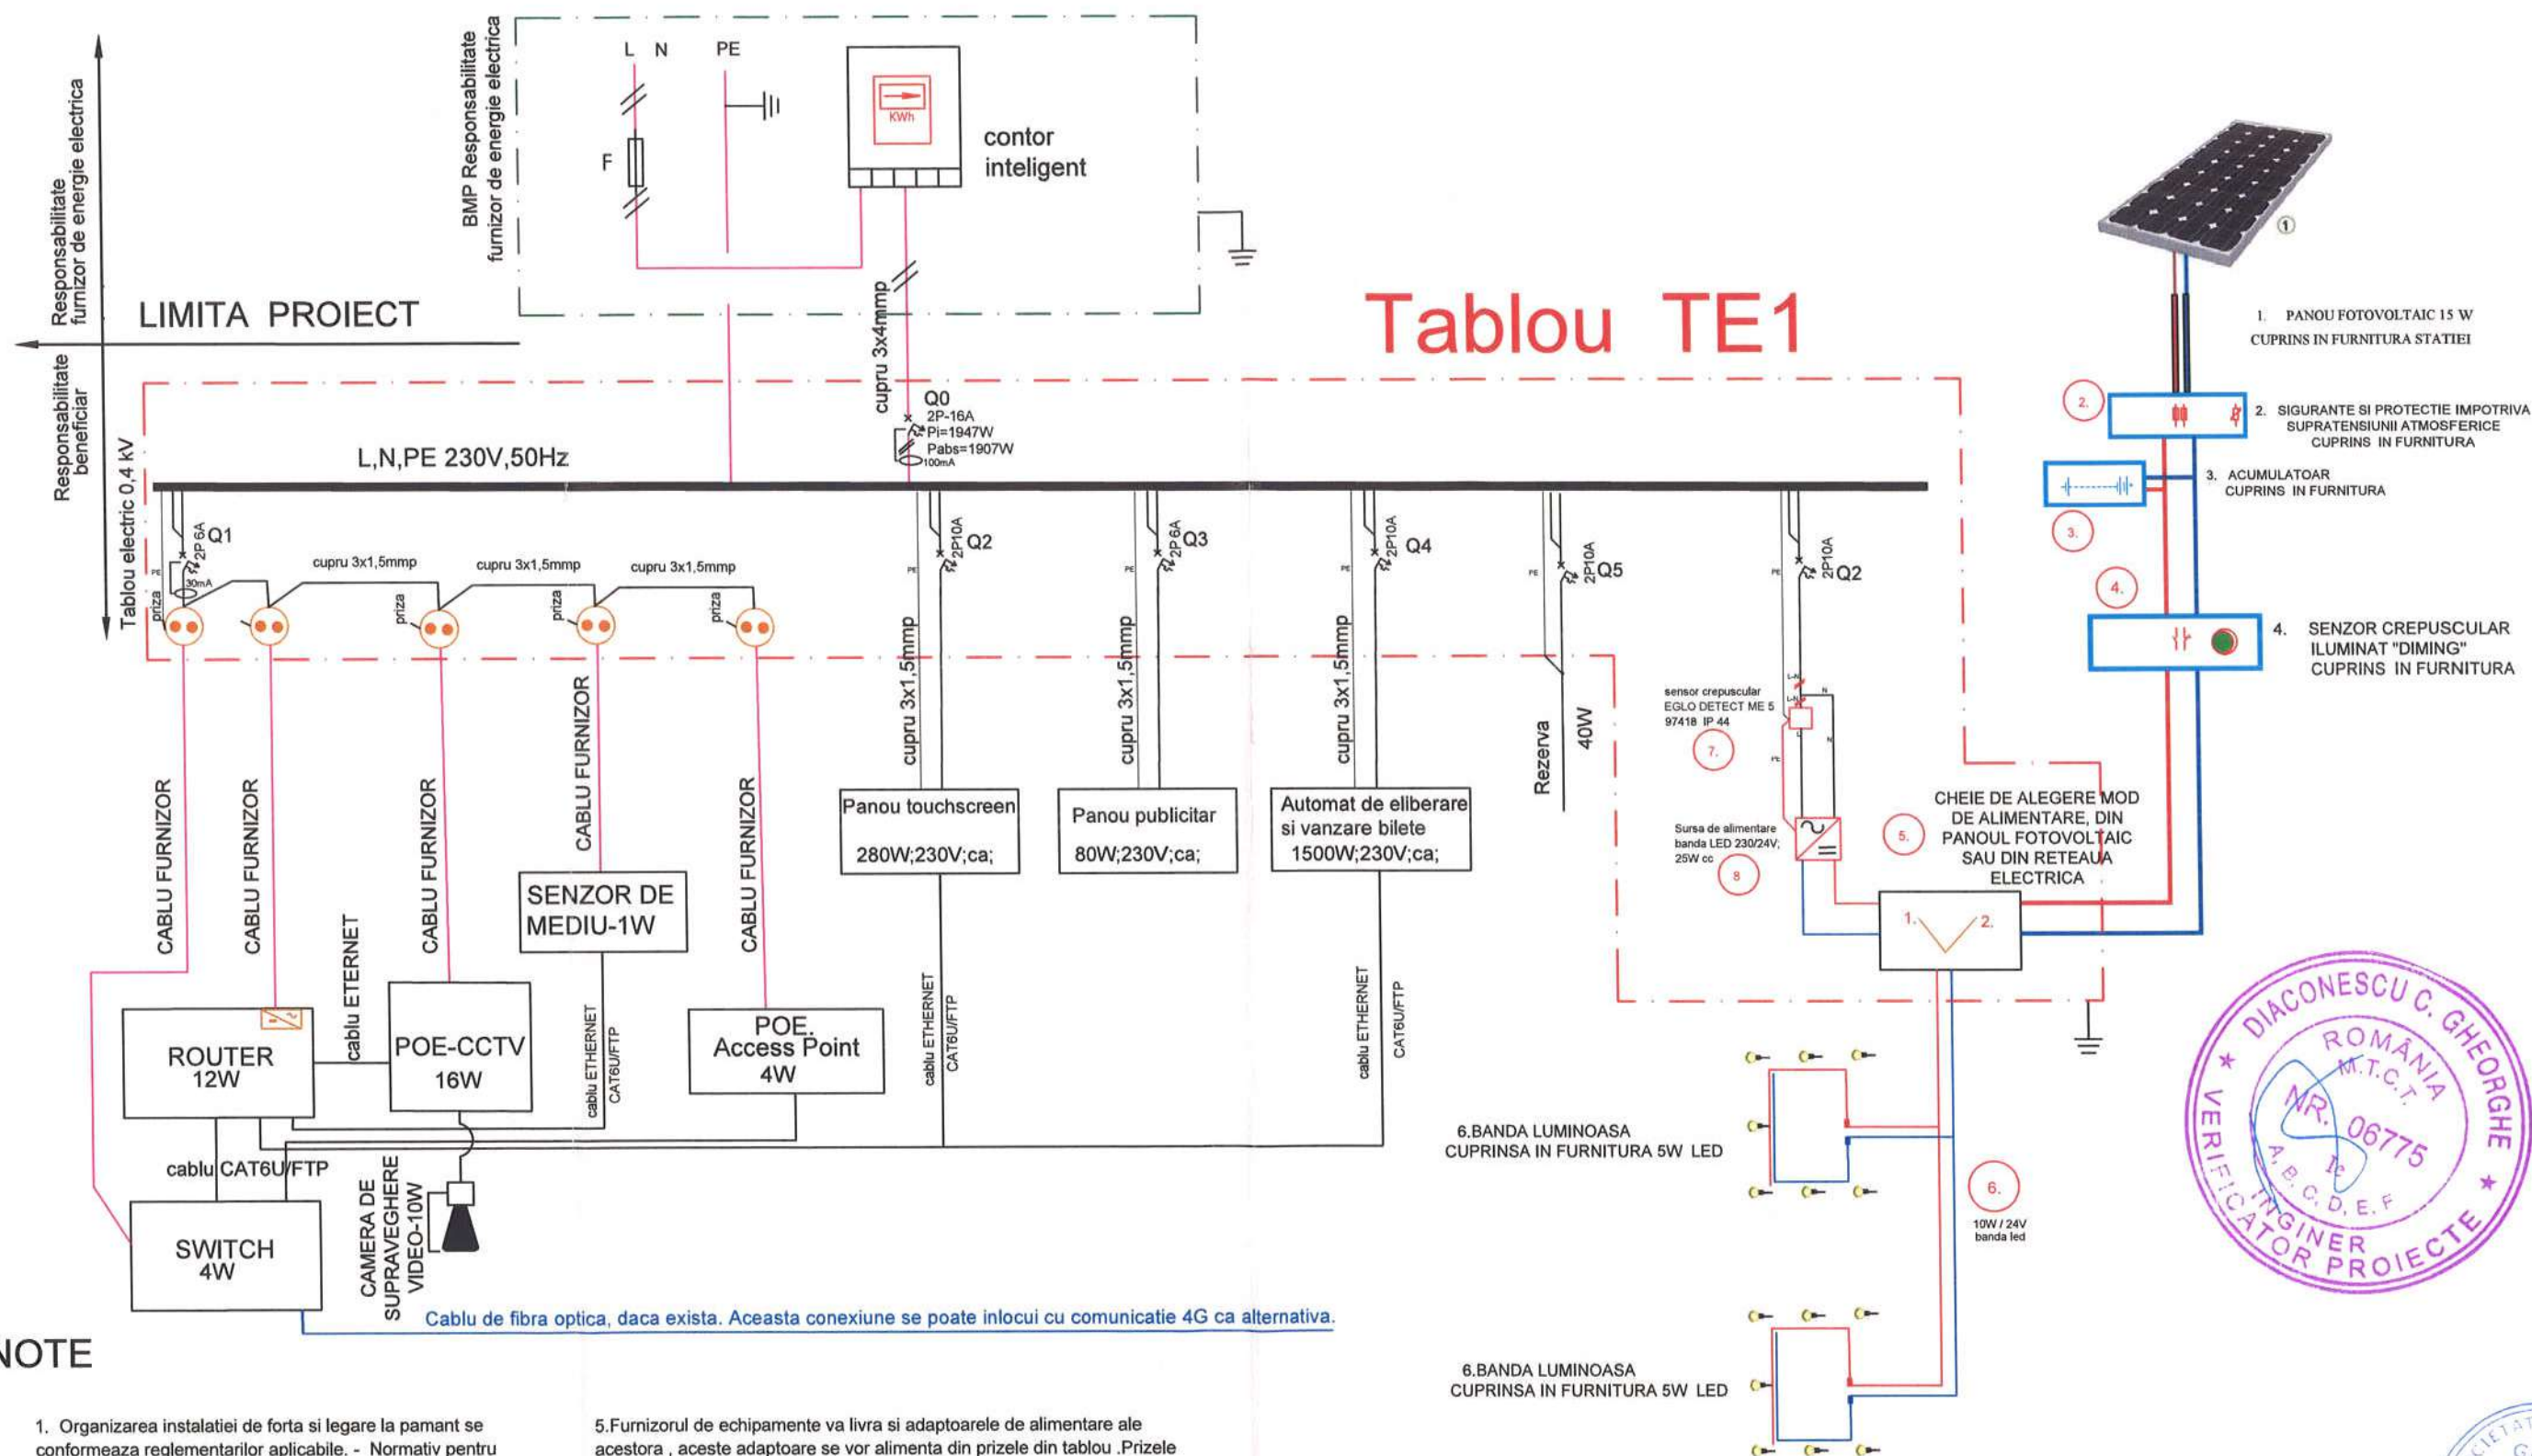 Responsabilitate
furnizor de energie electrica
BMP Responsabilitate
furnizor de energie electrica
L N PE
F
KWh
contor
inteligent
LIMITA PROIECT
Responsabilitate
beneficiar
cupru 3x4mmp
Tablou TE1
1. PANOU FOTOVOLTAIC 15 W
CUPRINS IN FURNITURA STATIEI
1
2.
2. SIGURANTE SI PROTECTIE IMPOTRIVA
SUPRATENSIUNII ATMOSFERICE
CUPRINS IN FURNITURA
3. ACUMULATOAR
CUPRINS IN FURNITURA
3.
4.
4. SENZOR CREPUSCULAR
ILUMINAT "DIMING"
CUPRINS IN FURNITURA
Tablou electric 0,4 kV
L,N,PE 230V,50Hz
Q0
2P-16A
Pi=1947W
Pabs=1907W
100mA
PE
2P 6A
Q1
30mA
priza
cupru 3x1,5mmp
priza
cupru 3x1,5mmp
priza
cupru 3x1,5mmp
priza
PE
2P10A
Q2
PE
2P 6A
Q3
PE
2P10A
Q4
PE
2P10A
Q5
PE
2P10A
Q2
cupru 3x1,5mmp
cupru 3x1,5mmp
cupru 3x1,5mmp
Rezerva
40W
CABLU FURNIZOR
CABLU FURNIZOR
CABLU FURNIZOR
CABLU FURNIZOR
CABLU FURNIZOR
sensor crepuscular
EGLO DETECT ME 5
97418 IP 44
7.
L-N
L-N
N
L
N
PE
Sursa de alimentare
banda LED 230/24V;
25W cc
8
5.
CHEIE DE ALEGERE MOD
DE ALIMENTARE, DIN
PANOUL FOTOVOLTAIC
SAU DIN RETEAUA
ELECTRICA
1. 2.
Panou touchscreen
280W;230V;ca;
Panou publicitar
80W;230V;ca;
Automat de eliberare
si vanzare bilete
1500W;230V;ca;
SENZOR DE
MEDIU-1W
cablu ETERNET
ROUTER
12W
POE-CCTV
16W
cablu ETHERNET
CAT6U/FTP
POE.
Access Point
4W
cablu ETHERNET
CAT6U/FTP
cablu ETHERNET
CAT6U/FTP
cablu CAT6U/FTP
SWITCH
4W
CAMERA DE
SUPRAVEGHERE
VIDEO-10W
Cablu de fibra optica, daca exista. Aceasta conexiune se poate inlocui cu comunicatie 4G ca alternativa.
6.BANDA LUMINOASA
CUPRINSA IN FURNITURA 5W LED
6.
10W / 24V
banda led
6.BANDA LUMINOASA
CUPRINSA IN FURNITURA 5W LED
DIACONESCU C. GHEORGHE
VERIFICATOR PROIECTE
ROMÂNIA
M.T.C.T.
NR. 06775
Ie
A, B, C, D, E, F
INGINER
NOTE
1. Organizarea instalatiei de forta si legare la pamant se
conformeaza reglementarilor aplicabile. - Normativ pentru
5.Furnizorul de echipamente va livra si adaptoarele de alimentare ale
acestora , aceste adaptoare se vor alimenta din prizele din tablou .Prizele